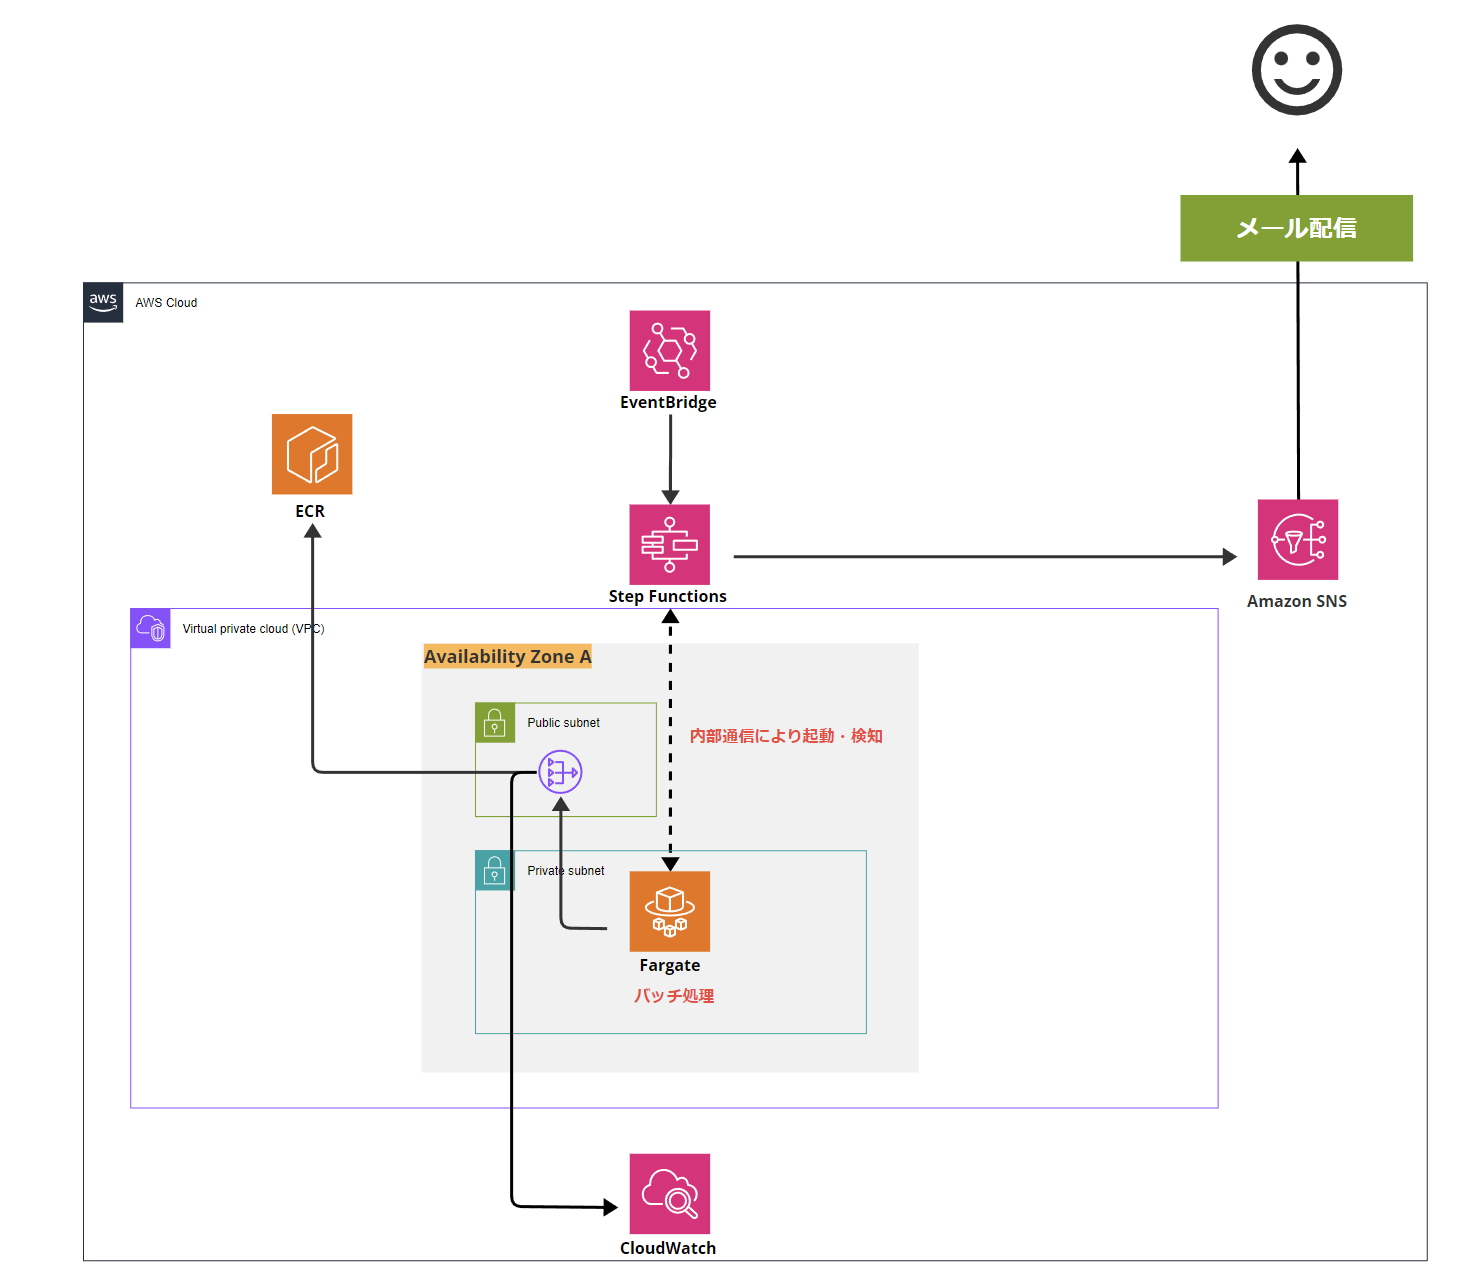 メール配信
aws
AWS Cloud
EventBridge
ECR
Step Functions
Amazon SNS
Virtual private cloud (VPC)
Availability Zone A
Public subnet
内部通信により起動・検知
Private subnet
Fargate
バッチ処理
CloudWatch